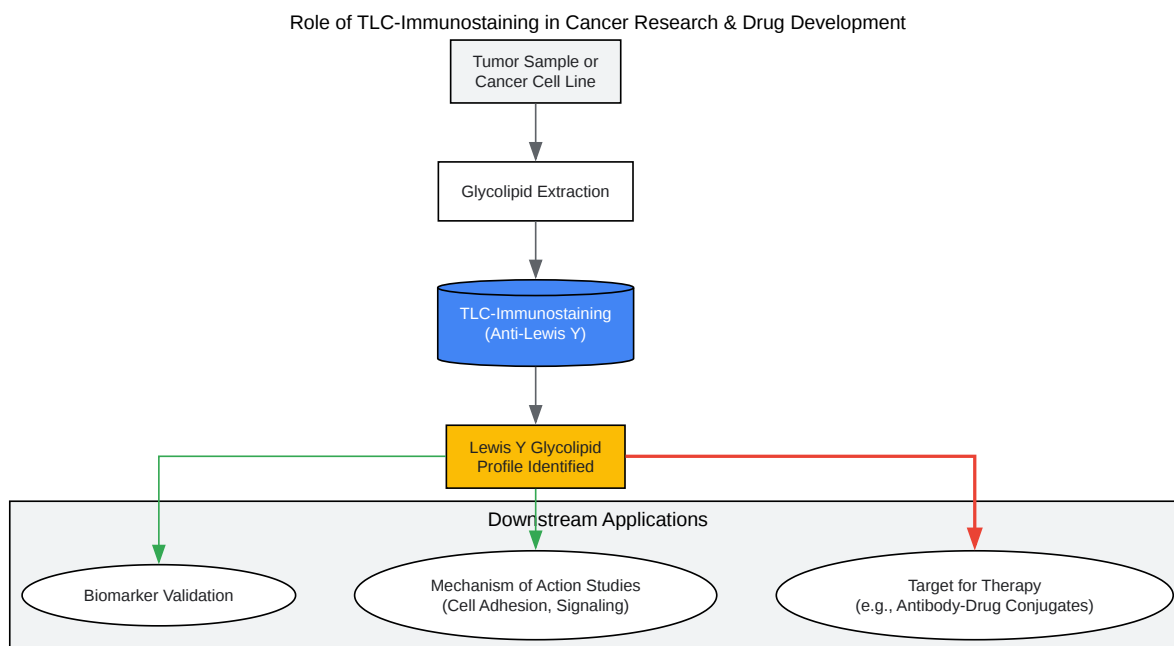 Role of TLC-Immunostaining in Cancer Research & Drug Development
Tumor Sample or
Cancer Cell Line
Glycolipid Extraction
TLC-Immunostaining
(Anti-Lewis Y)
Lewis Y Glycolipid
Profile Identified
Downstream Applications
Biomarker Validation
Mechanism of Action Studies
(Cell Adhesion, Signaling)
Target for Therapy
(e.g., Antibody-Drug Conjugates)